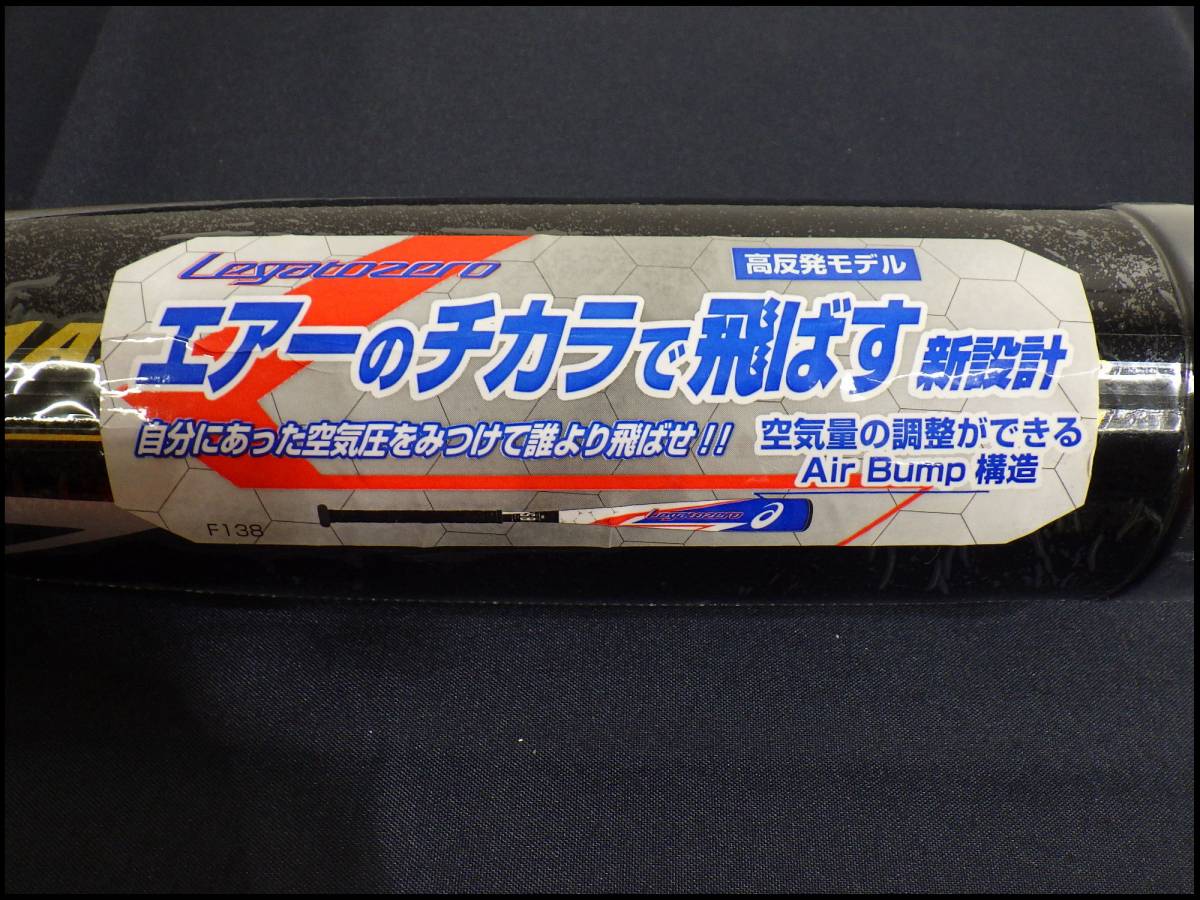 Legatozero
高反発モデル
エアーのチカラで飛ばす 新設計
自分にあった空気圧をみつけて誰より飛ばせ!!
空気量の調整ができる
Air Bump 構造
F138
Legatozero